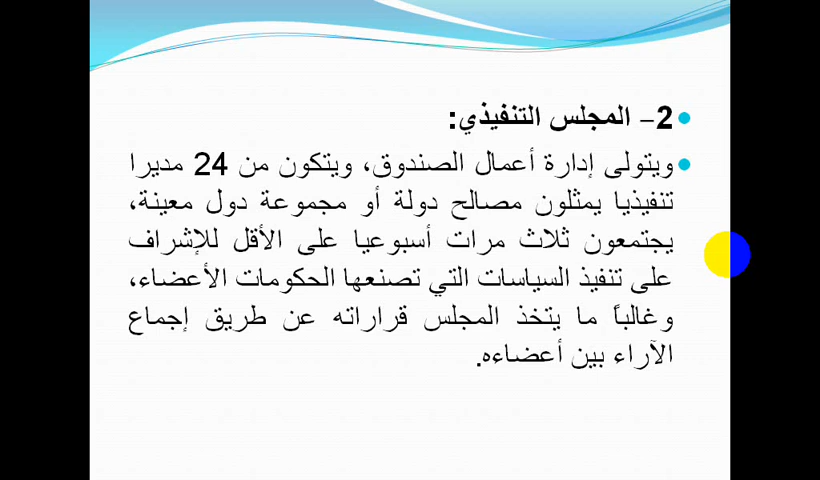 2– المجلس التنفيذي:
ويتولى إدارة أعمال الصندوق، ويتكون من 24 مديرا
تنفيذيا يمثلون مصالح دولة أو مجموعة دول معينة،
يجتمعون ثلاث مرات أسبوعيا على الأقل للإشراف
على تنفيذ السياسات التي تصنعها الحكومات الأعضاء،
وغالباً ما يتخذ المجلس قراراته عن طريق إجماع
الآراء بين أعضاءه.